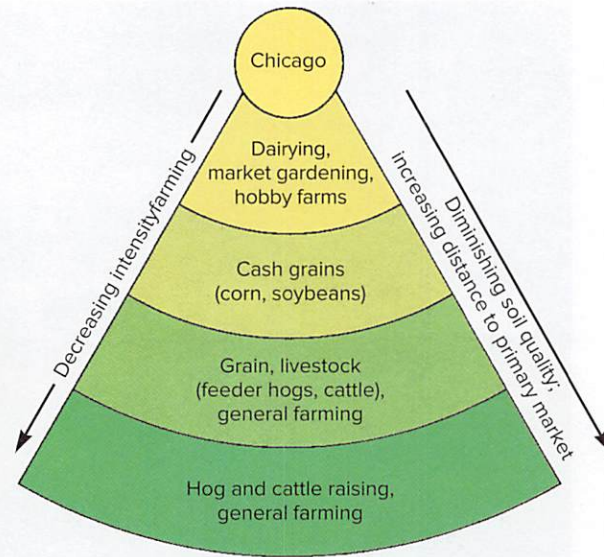 Chicago
Dairying,
market gardening,
hobby farms
Cash grains
(corn, soybeans)
Grain, livestock
(feeder hogs, cattle),
general farming
Hog and cattle raising,
general farming
Decreasing intensityfarming
Diminishing soil quality;
increasing distance to primary market